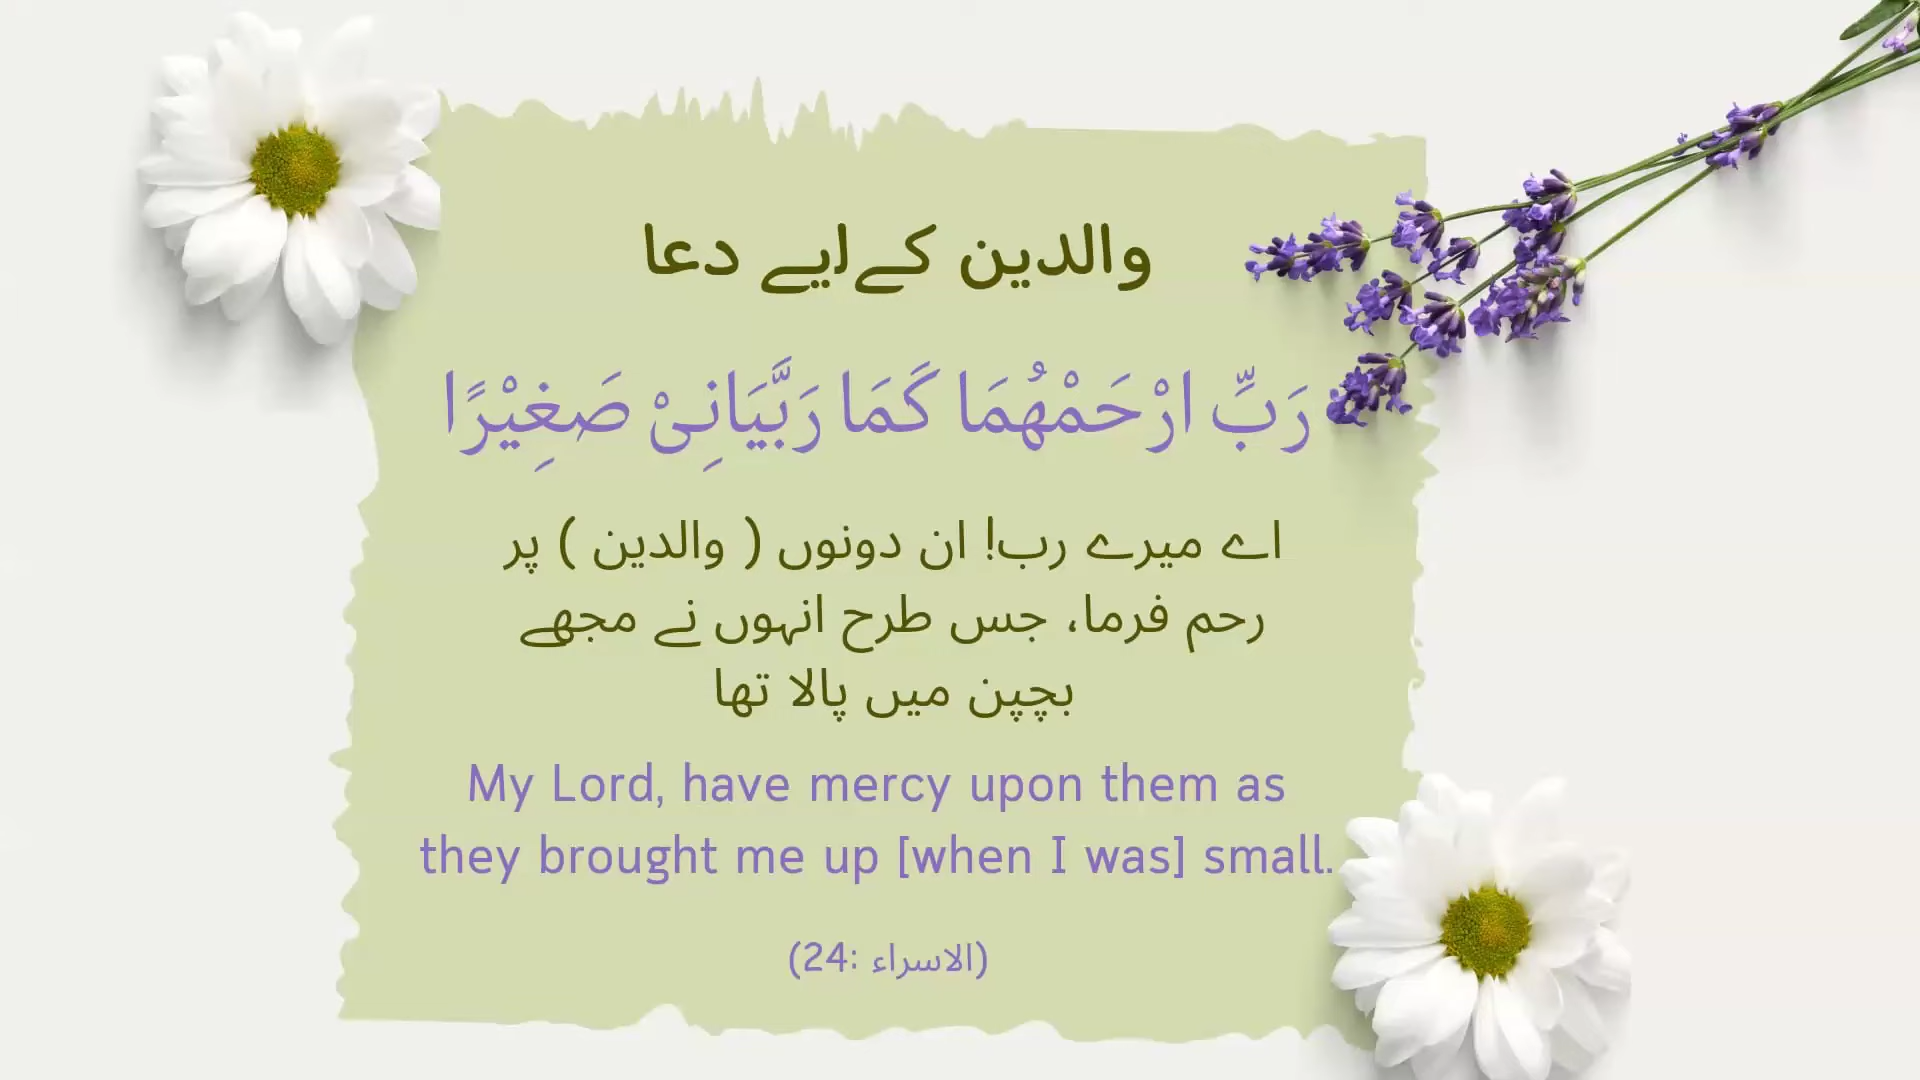 والدین کےلیے دعا
رَبِّ ارْحَمْهُمَا كَمَا رَبَّيَانِیْ صَغِيْرًا
اے میرے رب! ان دونوں ( والدین ) پر
رحم فرما، جس طرح انہوں نے مجھے
بچپن میں پالا تھا
My Lord, have mercy upon them as
they brought me up [when I was] small.
(الاسراء :24)